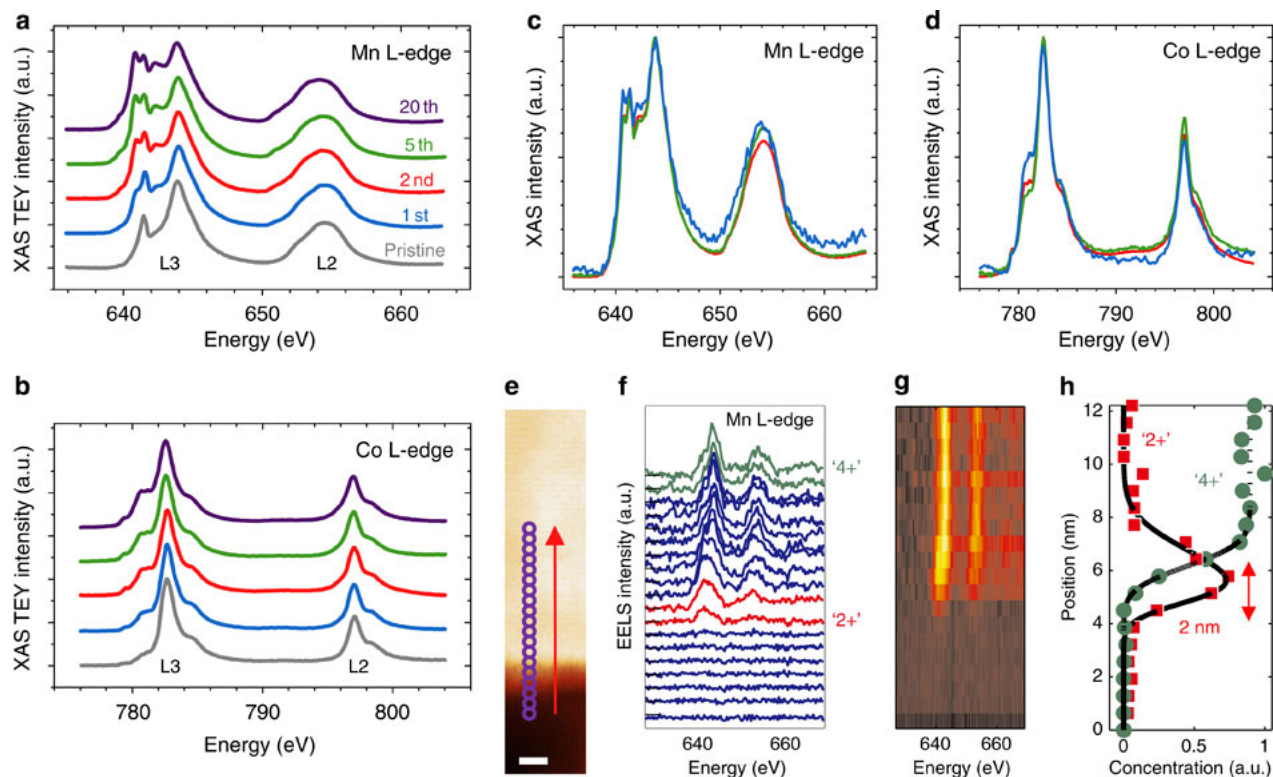 a
Mn L-edge
XAS TEY intensity (a.u.)
20 th
5 th
2 nd
1 st
Pristine
L3
L2
640
650
660
Energy (eV)
b
Co L-edge
XAS TEY intensity (a.u.)
L3
L2
780
790
800
Energy (eV)
c
Mn L-edge
XAS intensity (a.u.)
640
650
660
Energy (eV)
d
Co L-edge
XAS intensity (a.u.)
780
790
800
Energy (eV)
e
f
Mn L-edge
EELS intensity (a.u.)
'4+'
'2+'
640
660
Energy (eV)
g
640
660
Energy (eV)
h
12
10
8
6
4
2
0
Position (nm)
'2+'
'4+'
2 nm
0
0.5
1
Concentration (a.u.)